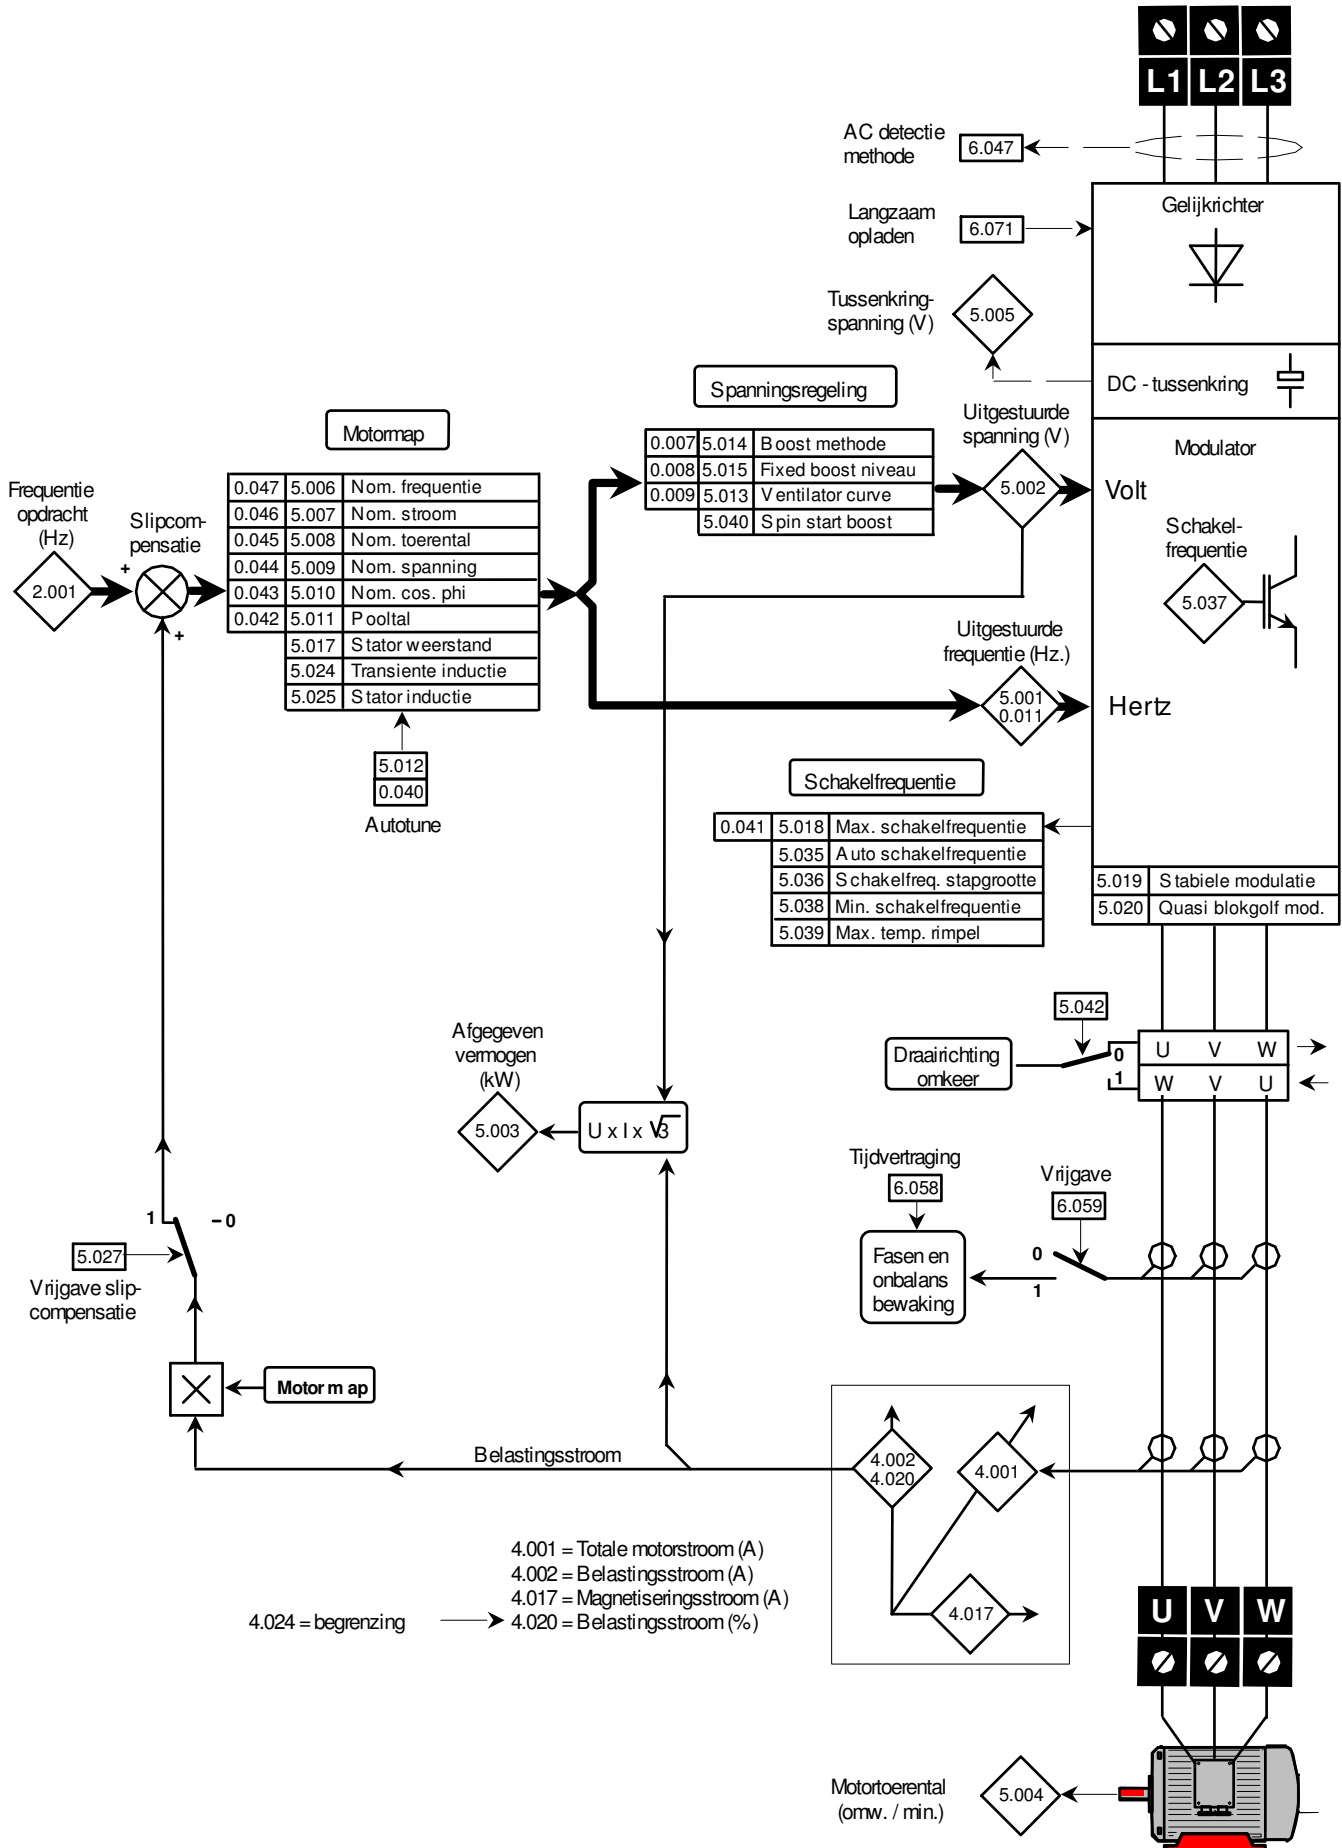 L1 L2 L3
AC detectie
methode
6.047
Gelijkrichter
Langzaam
opladen
6.071
Tussenkring-
spanning (V)
5.005
DC - tussenkring
Spanningsregeling
0.007 5.014 Boost methode
0.008 5.015 Fixed boost niveau
0.009 5.013 Ventilator curve
5.040 Spin start boost
Uitgestuurde
spanning (V)
5.002
Modulator
Volt
Schakel-
frequentie
5.037
Motormap
0.047 5.006 Nom. frequentie
0.046 5.007 Nom. stroom
0.045 5.008 Nom. toerental
0.044 5.009 Nom. spanning
0.043 5.010 Nom. cos. phi
0.042 5.011 Pooltal
5.017 Stator weerstand
5.024 Transiente inductie
5.025 Stator inductie
Frequentie
opdracht
(Hz)
2.001
Slipcom-
pensatie
+
+
5.012
0.040
Autotune
Uitgestuurde
frequentie (Hz.)
5.001
0.011
Hertz
Schakelfrequentie
0.041 5.018 Max. schakelfrequentie
5.035 Auto schakelfrequentie
5.036 Schakelfreq. stapgrootte
5.038 Min. schakelfrequentie
5.039 Max. temp. rimpel
5.019 Stabiele modulatie
5.020 Quasi blokgolf mod.
5.042
Draairichting
omkeer
0
1
U V W
W V U
Afgegeven
vermogen
(kW)
5.003
U x I x √3
Tijdvertraging
6.058
Vrijgave
6.059
Fasen en
onbalans
bewaking
0
1
1 0
5.027
Vrijgave slip-
compensatie
Motormap
Belastingsstroom
4.002
4.020
4.001
4.017
4.001 = Totale motorstroom (A)
4.002 = Belastingsstroom (A)
4.017 = Magnetiseringsstroom (A)
4.024 = begrenzing 4.020 = Belastingsstroom (%)
U V W
Motortoerental
(omw. / min.)
5.004